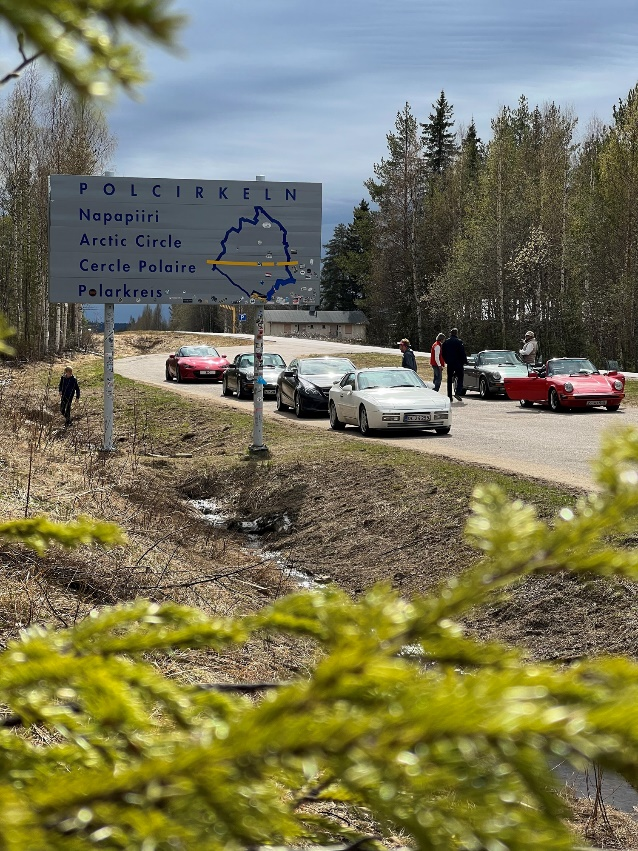 POLCIRKELN
Napapiiri
Arctic Circle
Cercle Polaire
Polarkreis